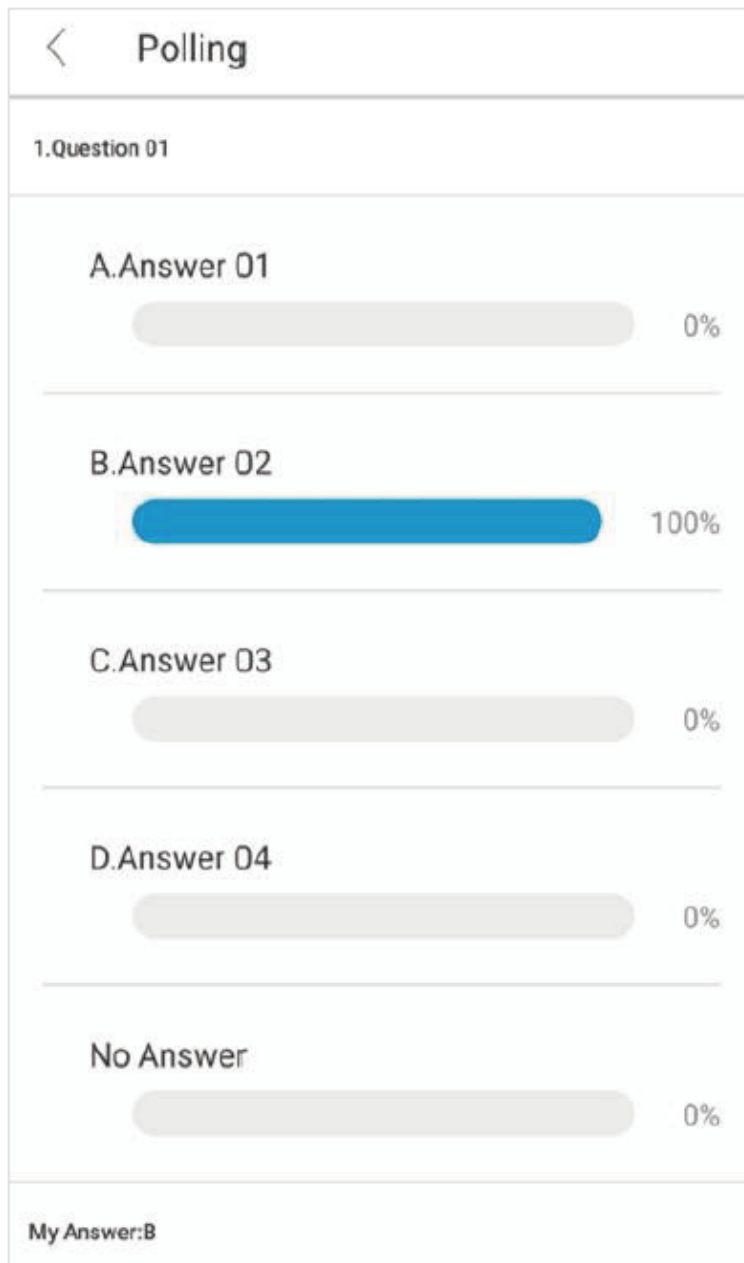 Polling
1.Question 01
A.Answer 01
0%
B.Answer 02
100%
C.Answer 03
0%
D.Answer 04
0%
No Answer
0%
My Answer:B